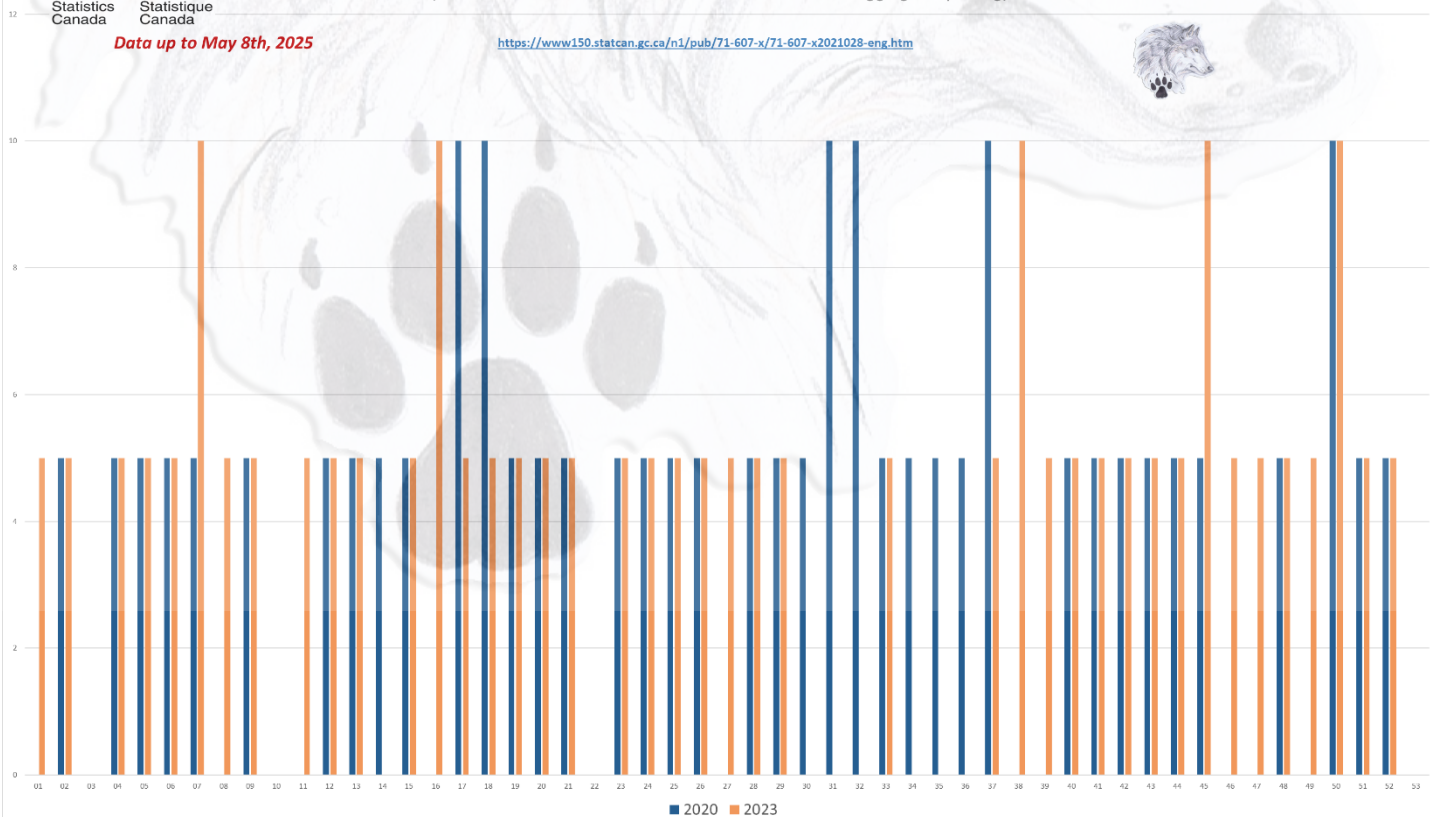 Statistics Statistique
Canada Canada
Data up to May 8th, 2025
https://www150.statcan.gc.ca/n1/pub/71-607-x/71-607-x2021028-eng.htm
12
10
8
6
4
2
0
01 02 03 04 05 06 07 08 09 10 11 12 13 14 15 16 17 18 19 20 21 22 23 24 25 26 27 28 29 30 31 32 33 34 35 36 37 38 39 40 41 42 43 44 45 46 47 48 49 50 51 52 53
2020 2023